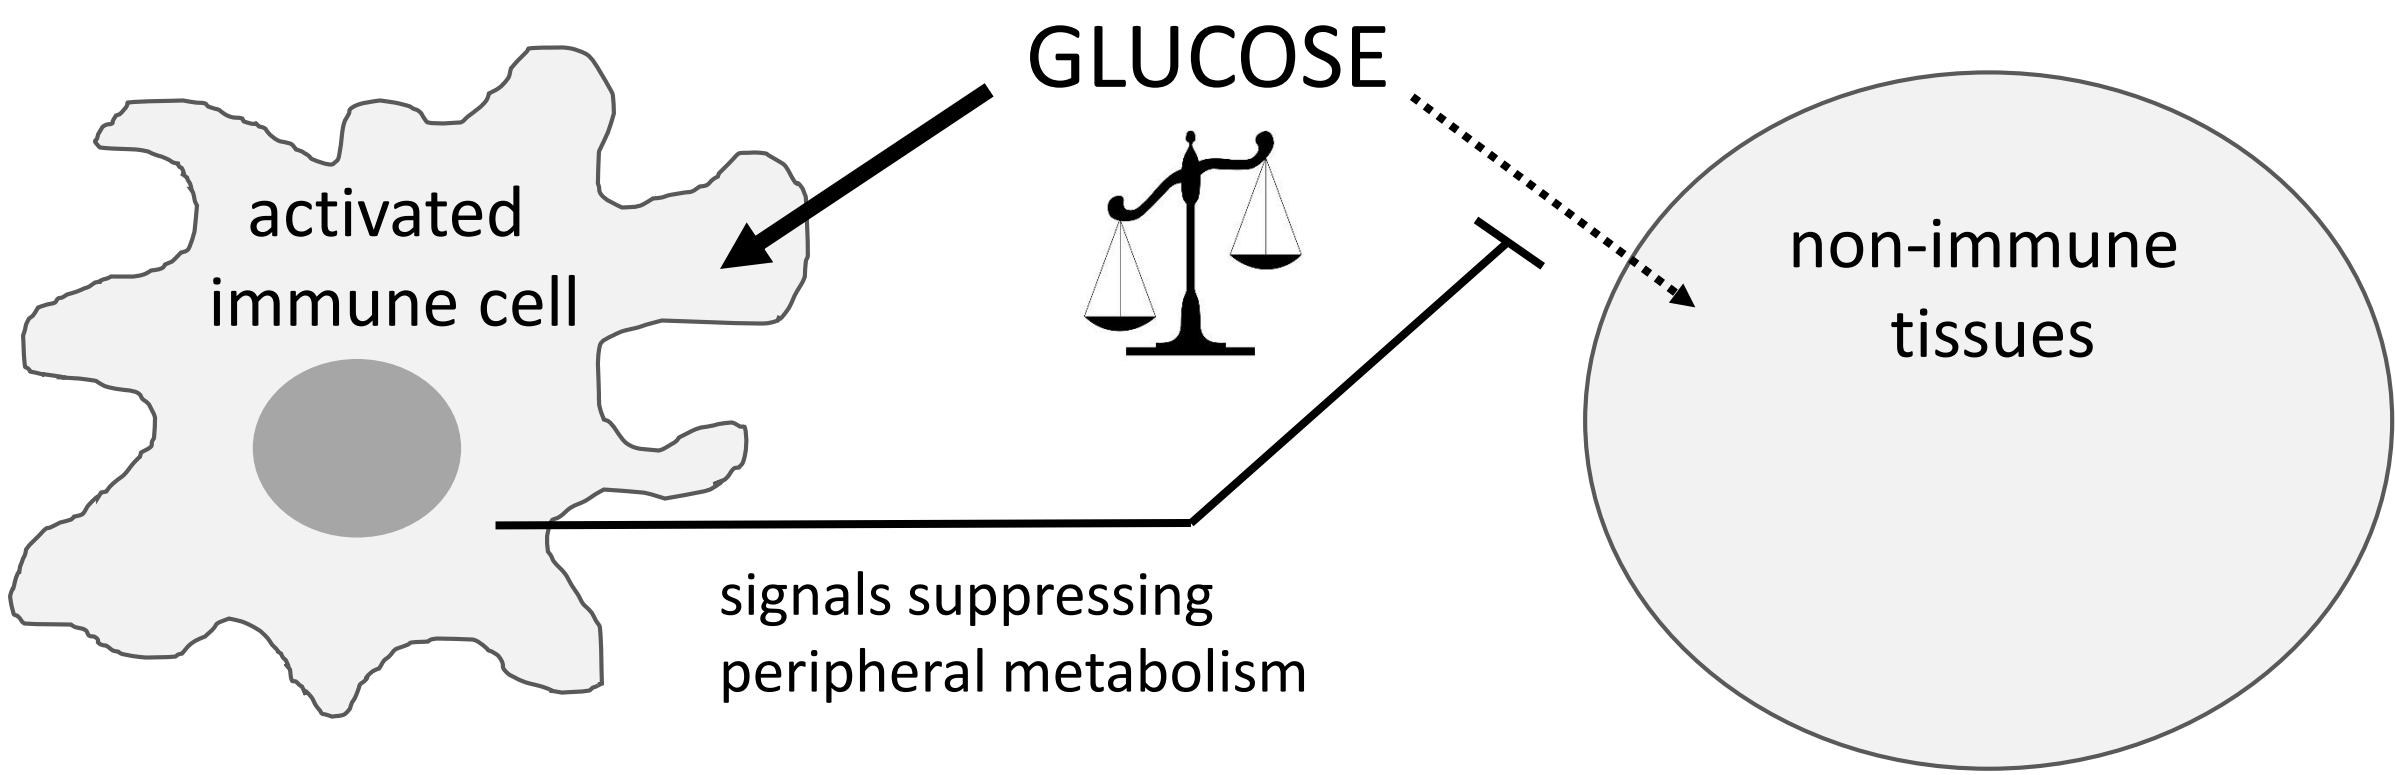 GLUCOSE
activated
immune cell
non-immune
tissues
signals suppressing
peripheral metabolism